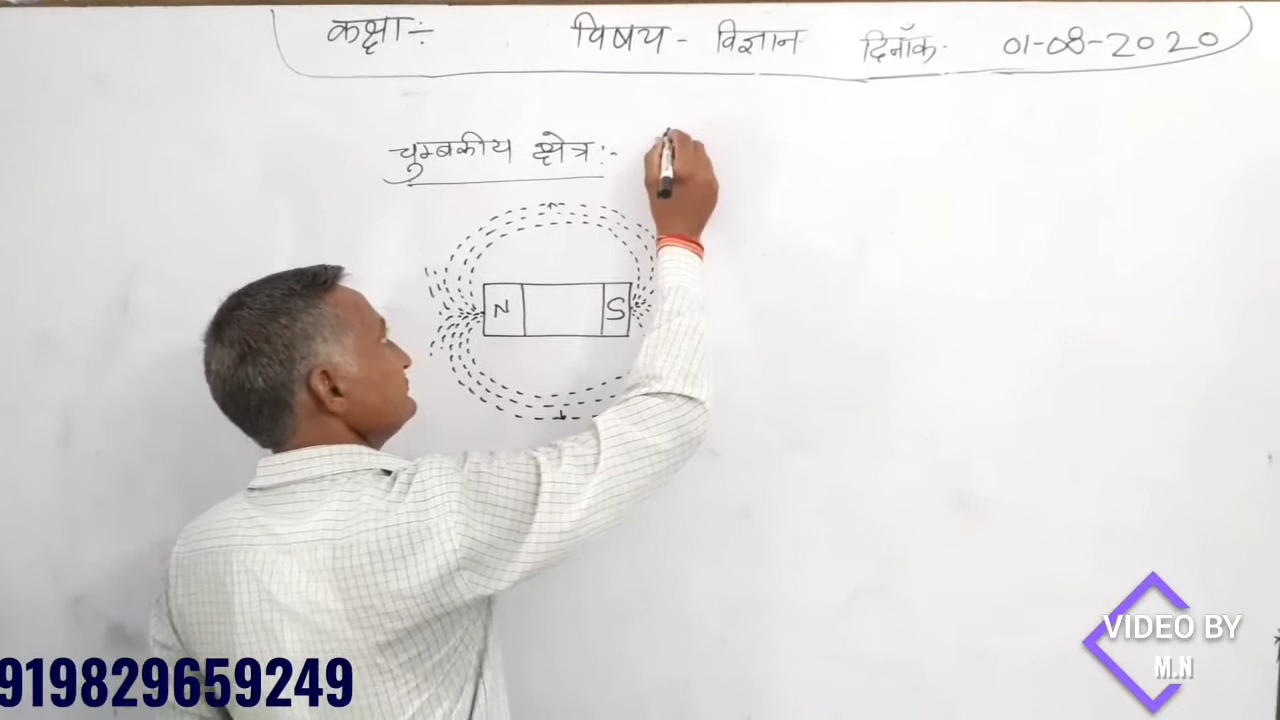 कक्षा:- विषय - विज्ञान दिनाँक- 01-08-2020
चुम्बकीय क्षेत्र:-
N S
919829659249
VIDEO BY
M.N